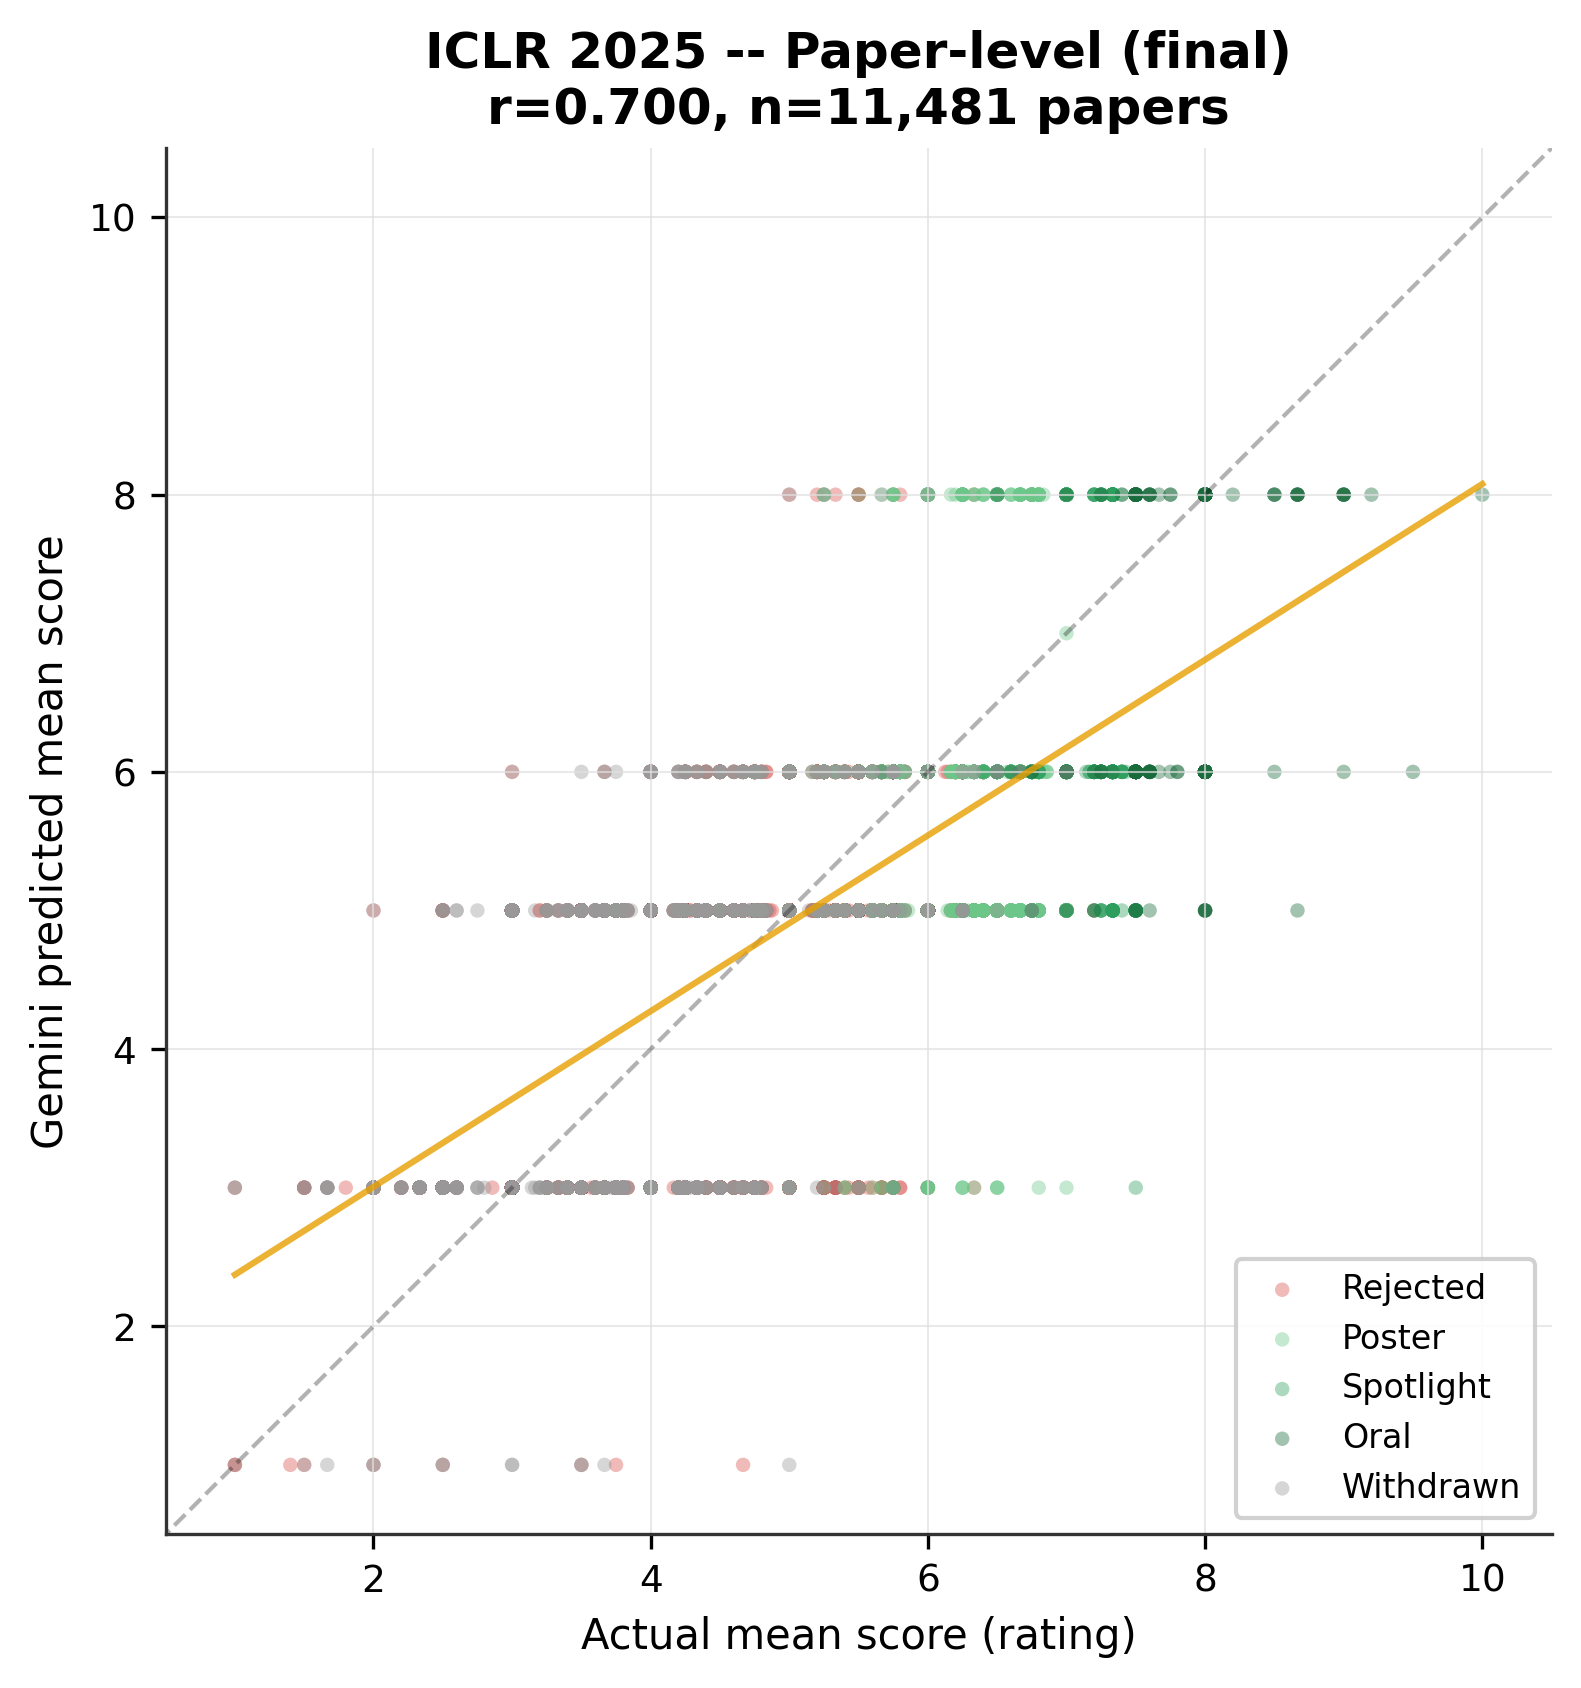 ICLR 2025 -- Paper-level (final)
r=0.700, n=11,481 papers
Gemini predicted mean score
10
8
6
4
2
2
4
6
8
10
Actual mean score (rating)
Rejected
Poster
Spotlight
Oral
Withdrawn